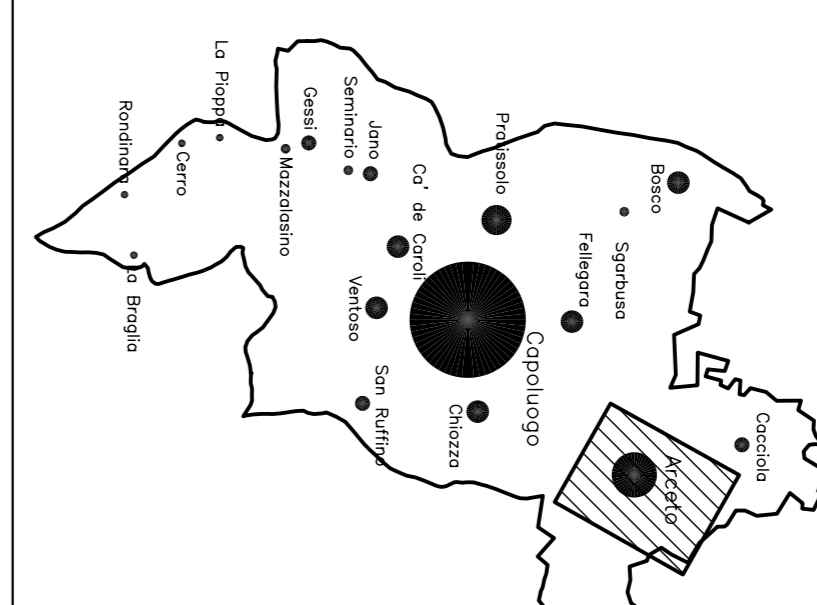 Cacciola
Arceto
Bosco
Sgarbusa
Fellegara
Capoluogo
Pratissolo
Chiozza
Ca' de Caroli
San Ruffino
Jano
Ventoso
Seminario
Gessi
Mazzalasino
La Pioppa
Cerro
La Braglia
Rondinara